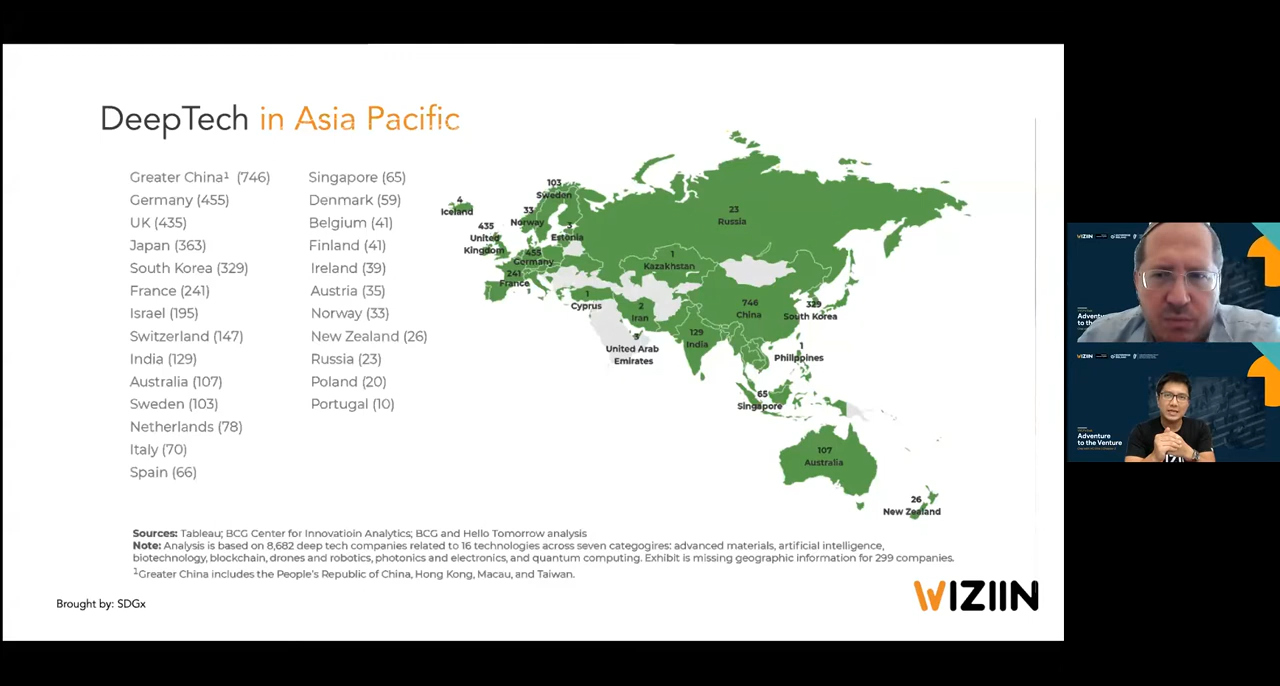 DeepTech in Asia Pacific
Greater China¹ (746)
Germany (455)
UK (435)
Japan (363)
South Korea (329)
France (241)
Israel (195)
Switzerland (147)
India (129)
Australia (107)
Sweden (103)
Netherlands (78)
Italy (70)
Spain (66)
Singapore (65)
Denmark (59)
Belgium (41)
Finland (41)
Ireland (39)
Austria (35)
Norway (33)
New Zealand (26)
Russia (23)
Poland (20)
Portugal (10)
4
Iceland
103
Sweden
33
Norway
3
Estonia
435
United
Kingdom
455
Germany
241
France
23
Russia
1
Kazakhstan
1
Cyprus
2
Iran
United Arab
Emirates
746
China
329
South Korea
129
India
1
Philippines
65
Singapore
107
Australia
26
New Zealand
Sources: Tableau; BCG Center for Innovatioin Analytics; BCG and Hello Tomorrow analysis
Note: Analysis is based on 8,682 deep tech companies related to 16 technologies across seven categogires: advanced materials, artificial intelligence,
biotechnology, blockchain, drones and robotics, photonics and electronics, and quantum computing. Exhibit is missing geographic information for 299 companies.
¹Greater China includes the People's Republic of China, Hong Kong, Macau, and Taiwan.
Brought by: SDGx
WIZIIN
WIZIIN
WIZIIN
Adventure
to the Venture